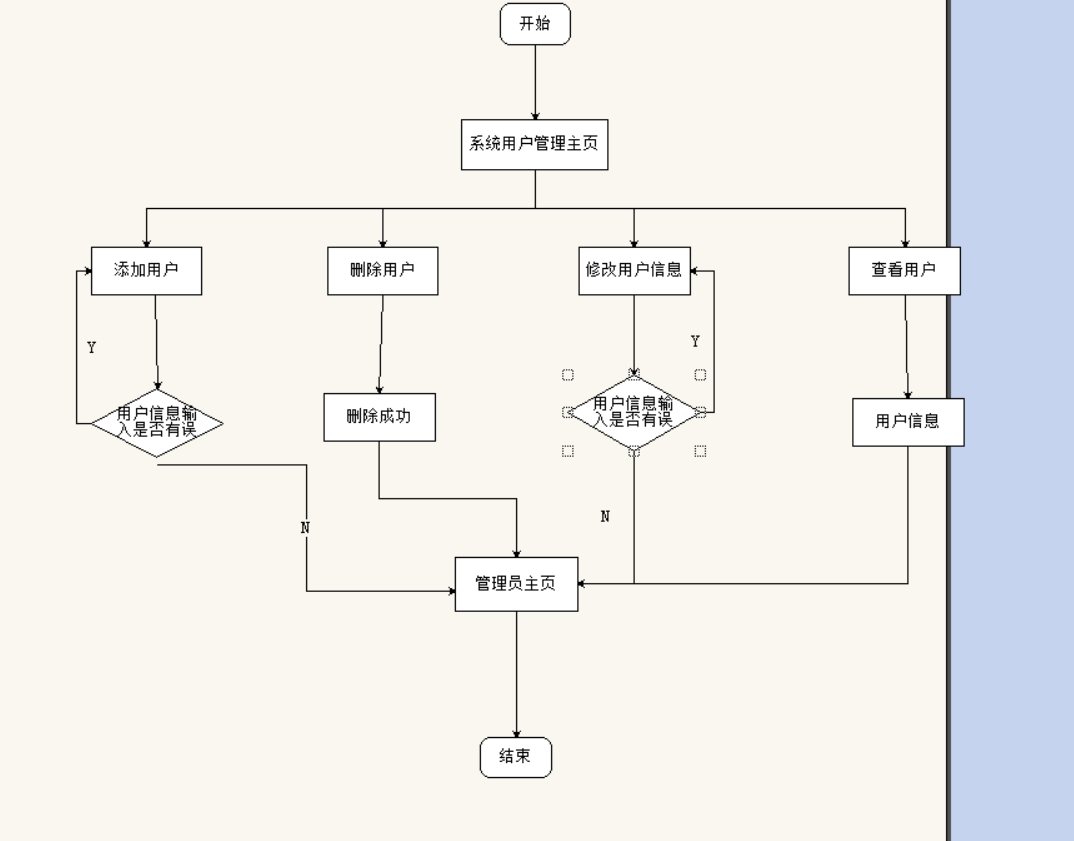 开始
系统用户管理主页
添加用户
删除用户
修改用户信息
查看用户
Y
Y
用户信息输
入是否有误
删除成功
用户信息输
入是否有误
用户信息
N
N
管理员主页
结束